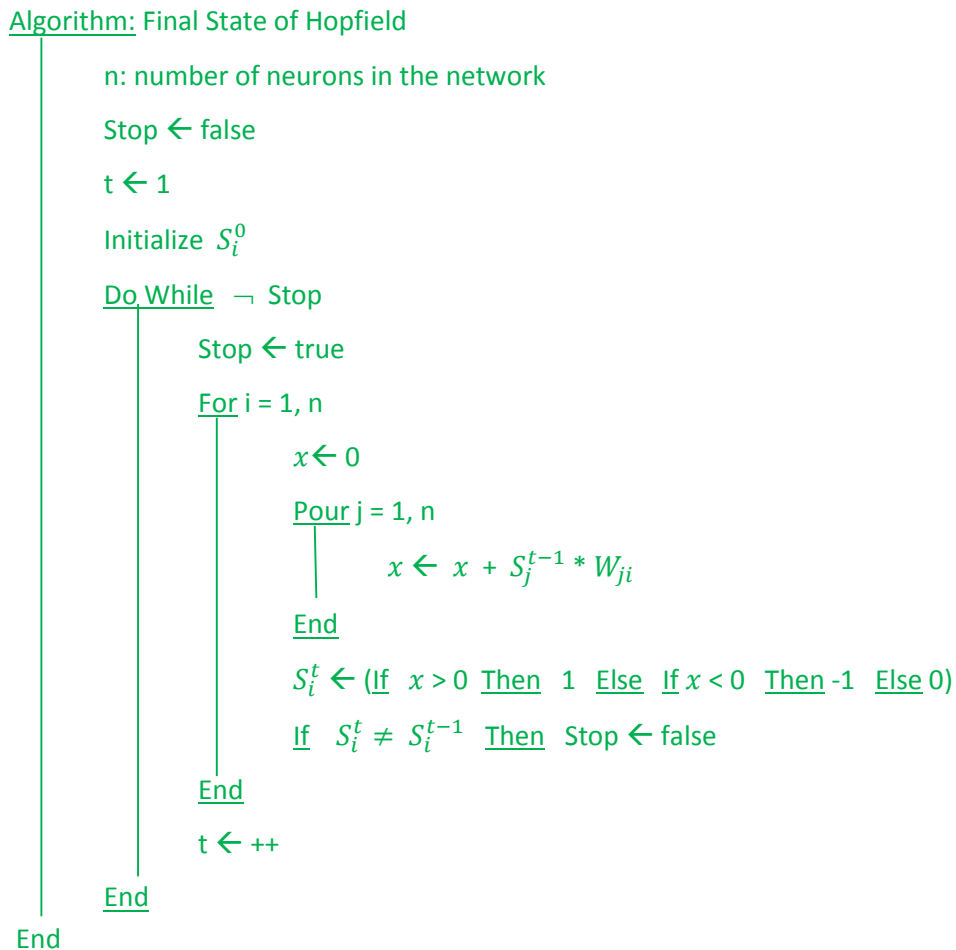 Algorithm: Final State of Hopfield
n: number of neurons in the network
Stop ← false
t ← 1
Initialize $S_i^0$
Do While ¬ Stop
Stop ← true
For i = 1, n
$x$ ← 0
Pour j = 1, n
$x$ ← $x$ + $S_j^{t-1}$ * $W_{ji}$
End
$S_i^t$ ← (If $x$ > 0 Then 1 Else If $x$ < 0 Then -1 Else 0)
If $S_i^t$ ≠ $S_i^{t-1}$ Then Stop ← false
End
t ← ++
End
End